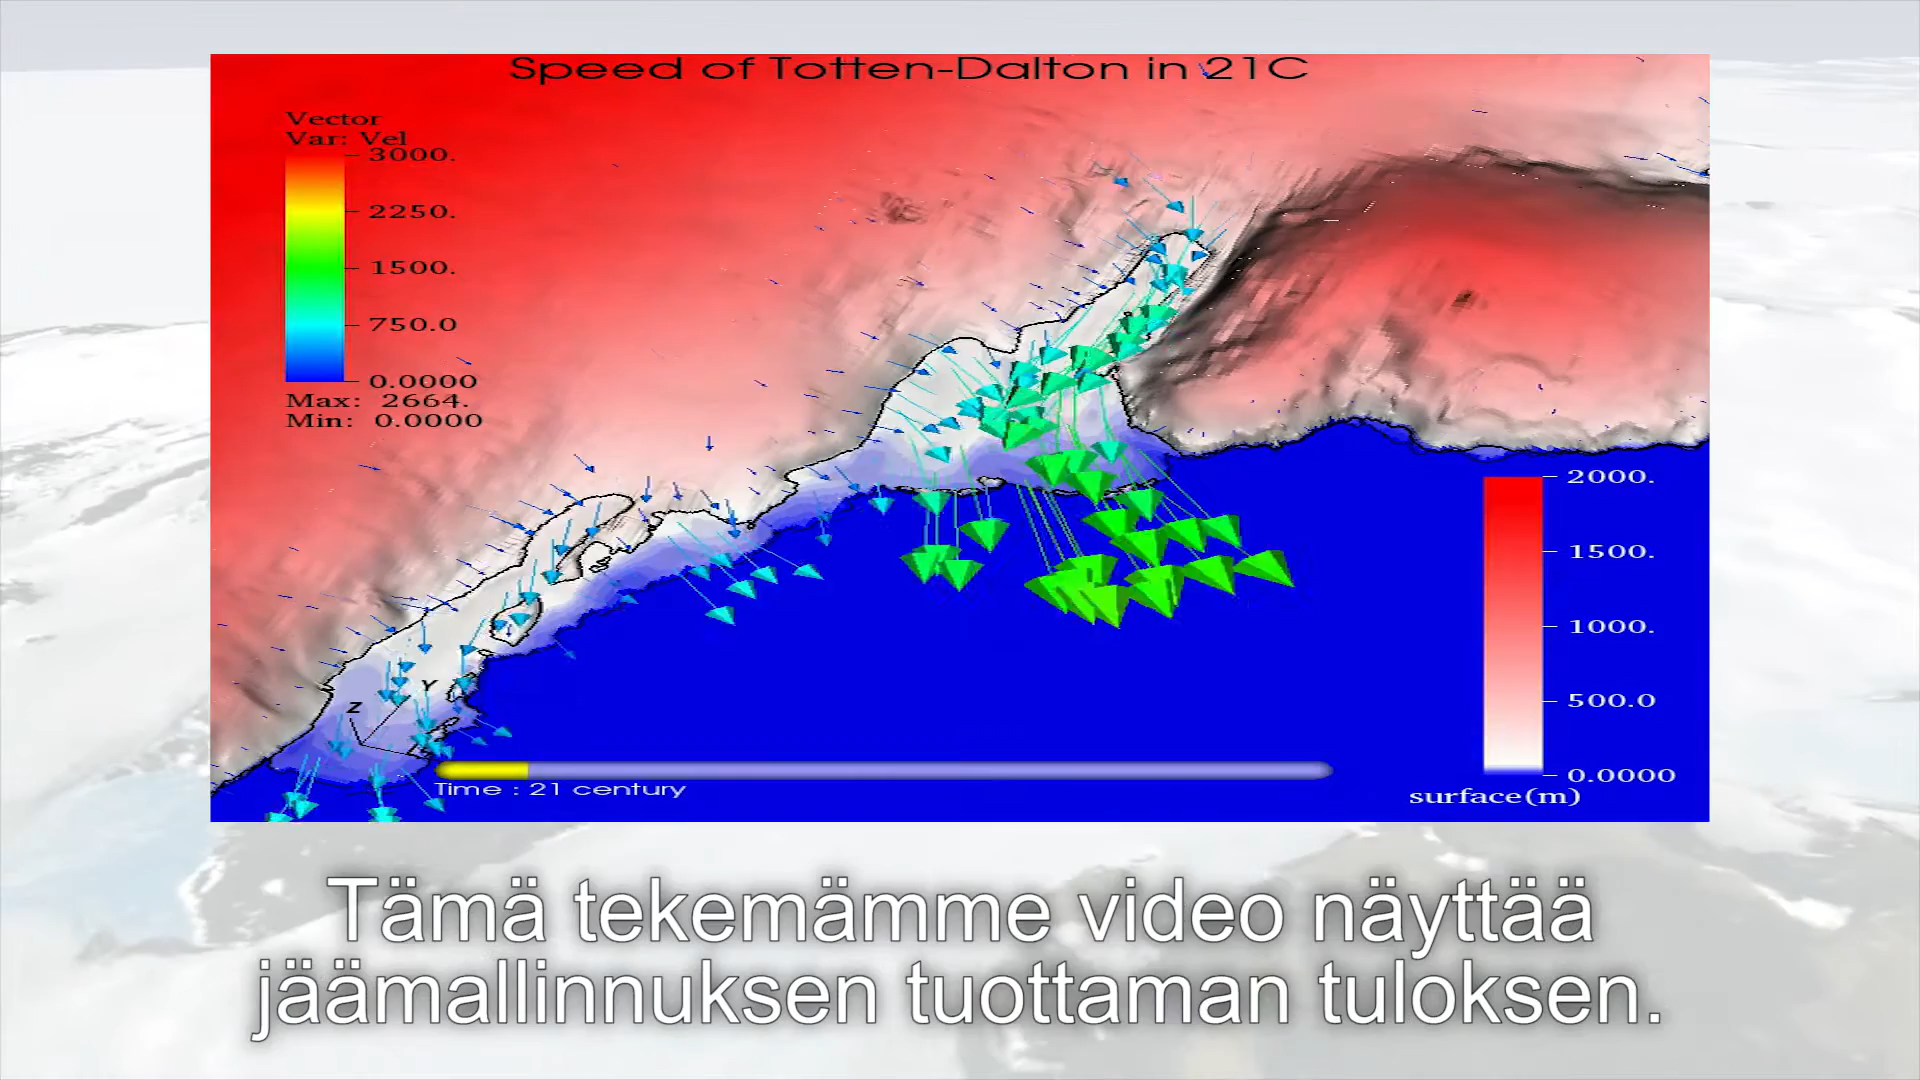 Speed of Totten-Dalton in 21C
Vector
Var: Vel
3000.
2250.
1500.
750.0
0.0000
Max: 2664.
Min: 0.0000
2000.
1500.
1000.
500.0
0.0000
surface(m)
Y
Z
Time : 21 century
Tämä tekemämme video näyttää
jäämallinnuksen tuottaman tuloksen.